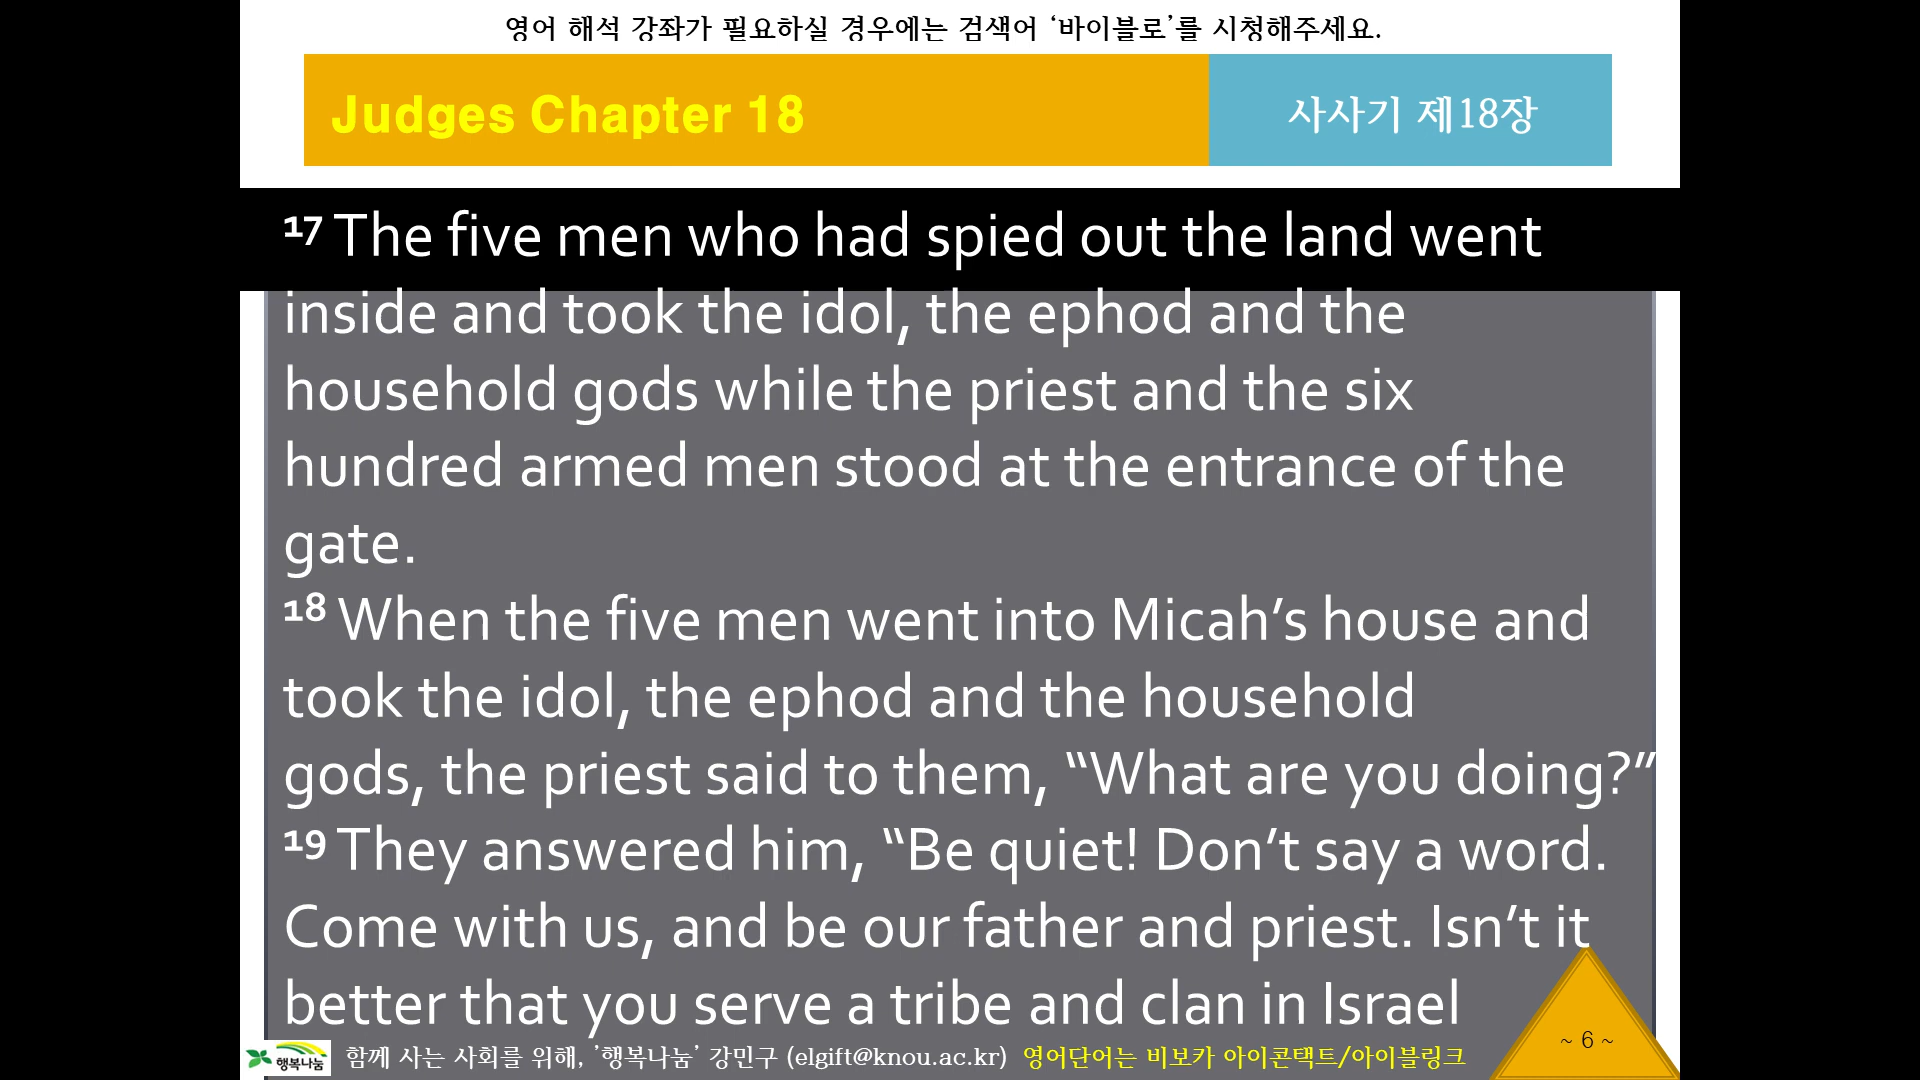 영어 해석 강좌가 필요하실 경우에는 검색어 ‘바이블로’를 시청해주세요.
Judges Chapter 18
사사기 제18장
17 The five men who had spied out the land went
inside and took the idol, the ephod and the
household gods while the priest and the six
hundred armed men stood at the entrance of the
gate.
18 When the five men went into Micah’s house and
took the idol, the ephod and the household
gods, the priest said to them, “What are you doing?”
19 They answered him, “Be quiet! Don’t say a word.
Come with us, and be our father and priest. Isn’t it
better that you serve a tribe and clan in Israel
~ 6 ~
행복나눔
함께 사는 사회를 위해, ’행복나눔’ 강민구 (elgift@knou.ac.kr) 영어단어는 비보카 아이콘택트/아이블링크